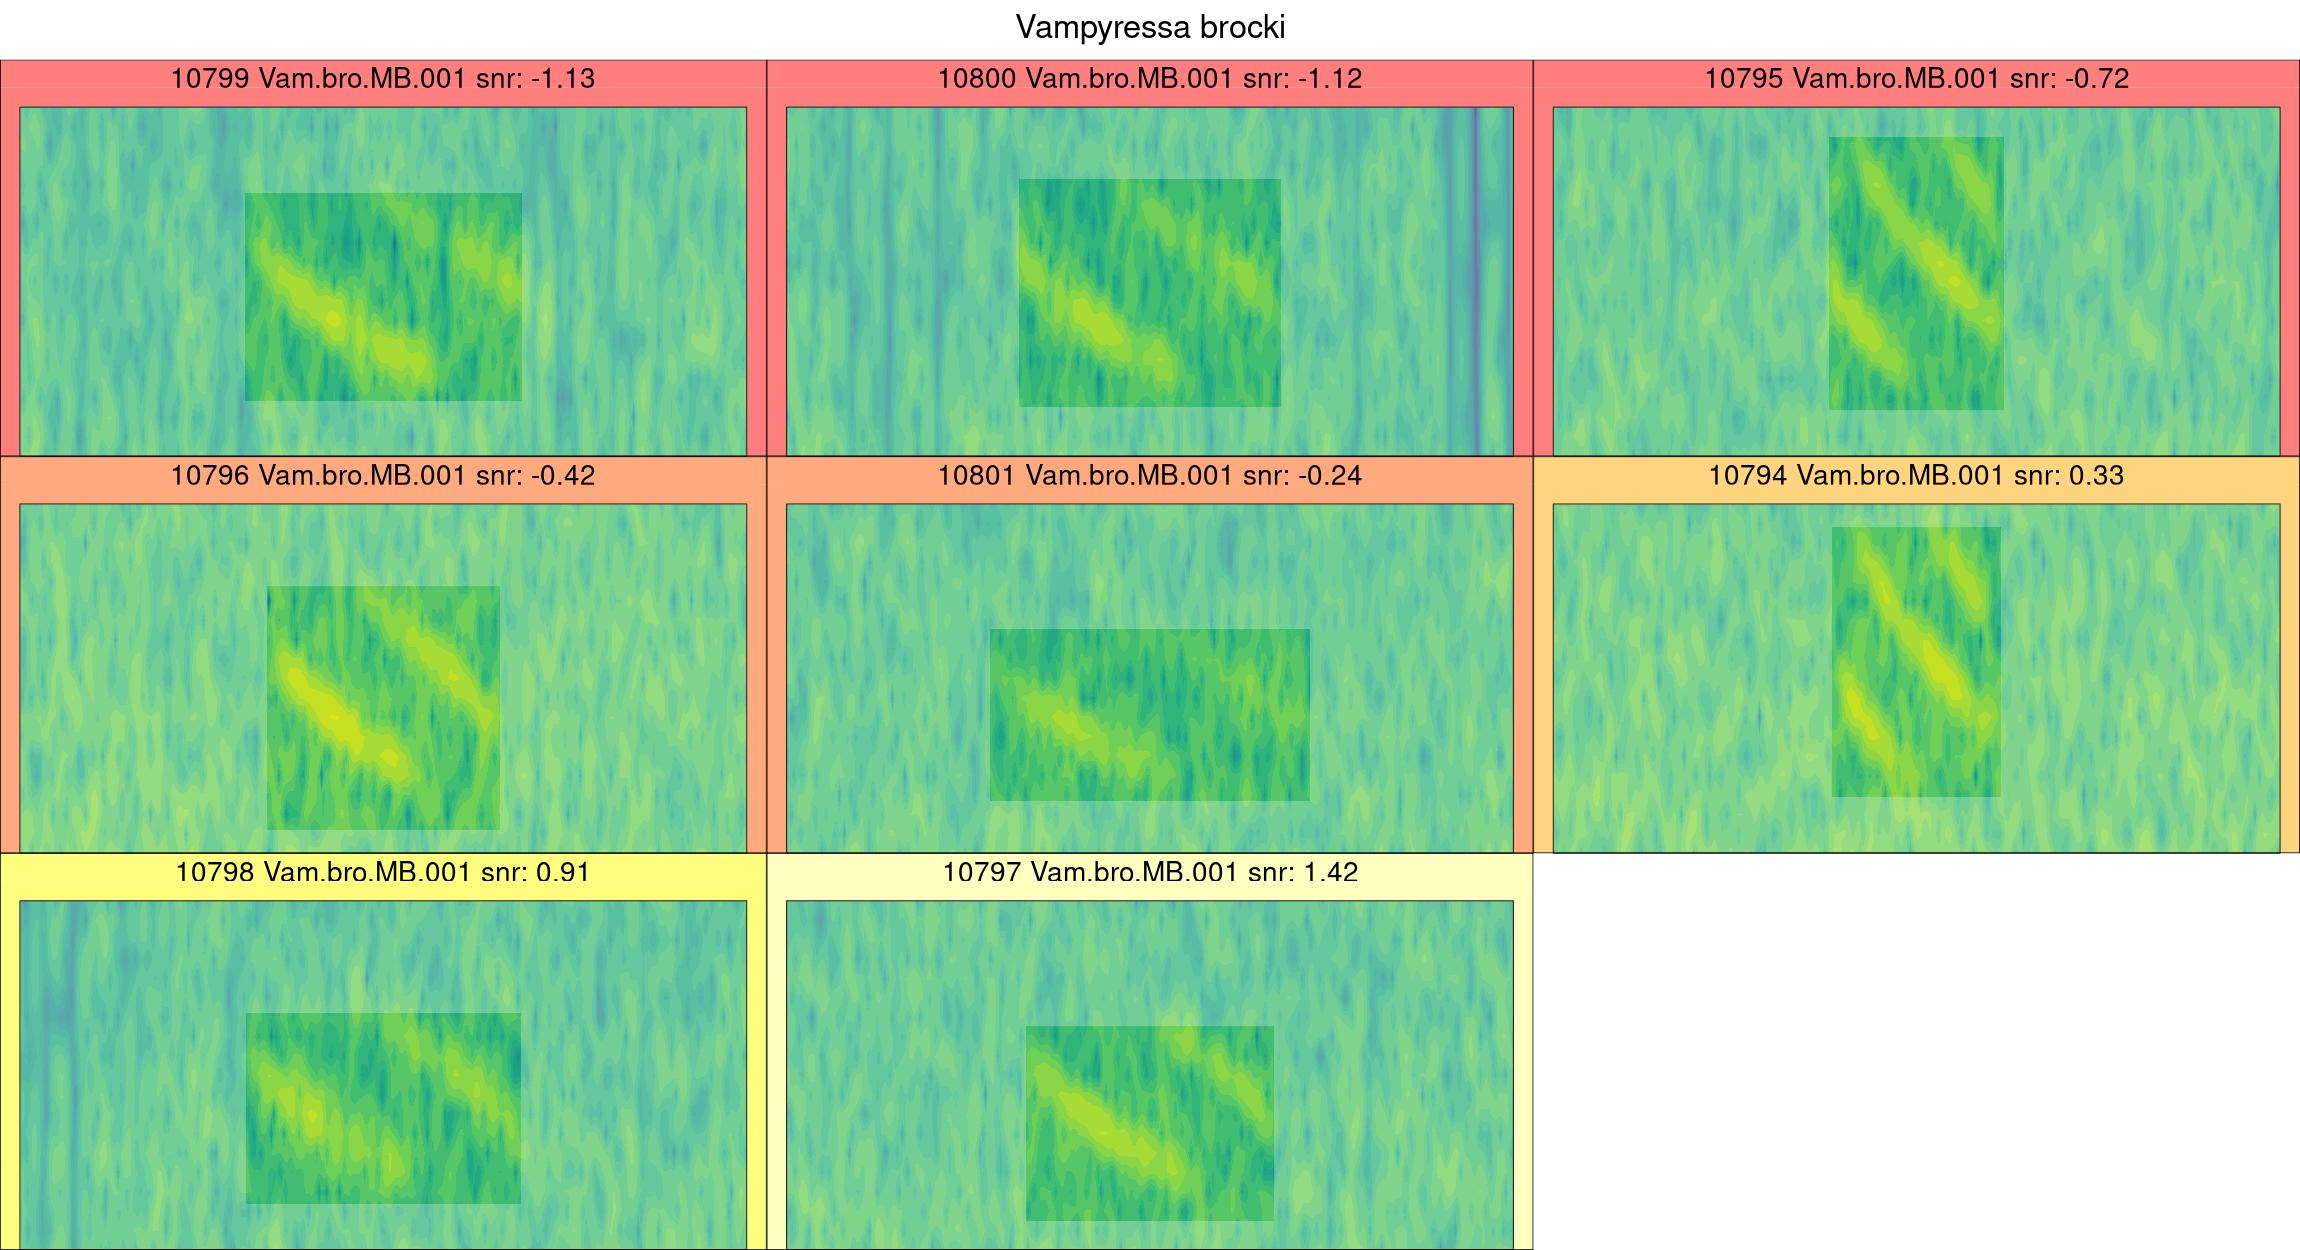 Vampyressa brocki
10799 Vam.bro.MB.001 snr: -1.13
10800 Vam.bro.MB.001 snr: -1.12
10795 Vam.bro.MB.001 snr: -0.72
10796 Vam.bro.MB.001 snr: -0.42
10801 Vam.bro.MB.001 snr: -0.24
10794 Vam.bro.MB.001 snr: 0.33
10798 Vam.bro.MB.001 snr: 0.91
10797 Vam.bro.MB.001 snr: 1.42